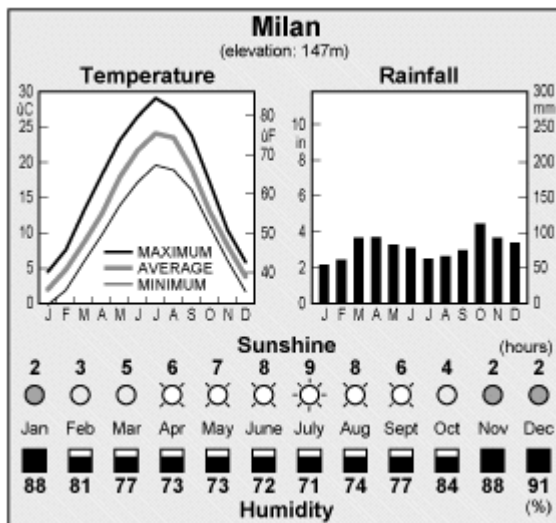 Milan
(elevation: 147m)
Temperature
Rainfall
30 ûC 25 20 15 10 5 0
80 ûF 70 60 50 40
MAXIMUM
AVERAGE
MINIMUM
J F M A M J J A S O N D
10 in 8 6 4 2 0
300 mm 250 200 150 100 50 0
J F M A M J J A S O N D
Sunshine (hours)
2 3 5 6 7 8 9 8 6 4 2 2
Jan Feb Mar Apr May June July Aug Sept Oct Nov Dec
88 81 77 73 73 72 71 74 77 84 88 91
Humidity (%)